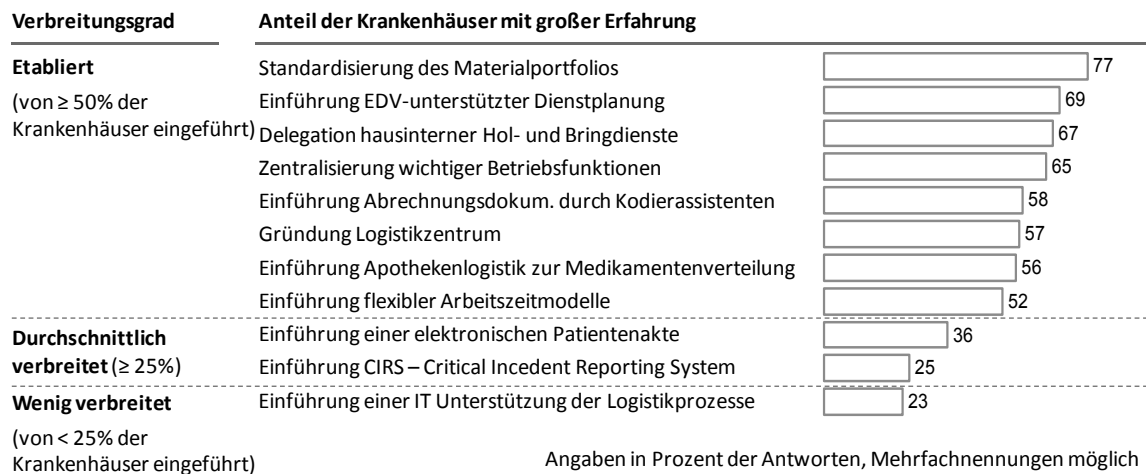 Verbreitungsgrad Anteil der Krankenhäuser mit großer Erfahrung
Etabliert
(von ≥ 50% der
Krankenhäuser eingeführt)
Standardisierung des Materialportfolios 77
Einführung EDV-unterstützter Dienstplanung 69
Delegation hausinterner Hol- und Bringdienste 67
Zentralisierung wichtiger Betriebsfunktionen 65
Einführung Abrechnungsdokum. durch Kodierassistenten 58
Gründung Logistikzentrum 57
Einführung Apothekenlogistik zur Medikamentenverteilung 56
Einführung flexibler Arbeitszeitmodelle 52
Durchschnittlich
verbreitet (≥ 25%)
Einführung einer elektronischen Patientenakte 36
Einführung CIRS – Critical Incedent Reporting System 25
Wenig verbreitet
(von < 25% der
Krankenhäuser eingeführt)
Einführung einer IT Unterstützung der Logistikprozesse 23
Angaben in Prozent der Antworten, Mehrfachnennungen möglich